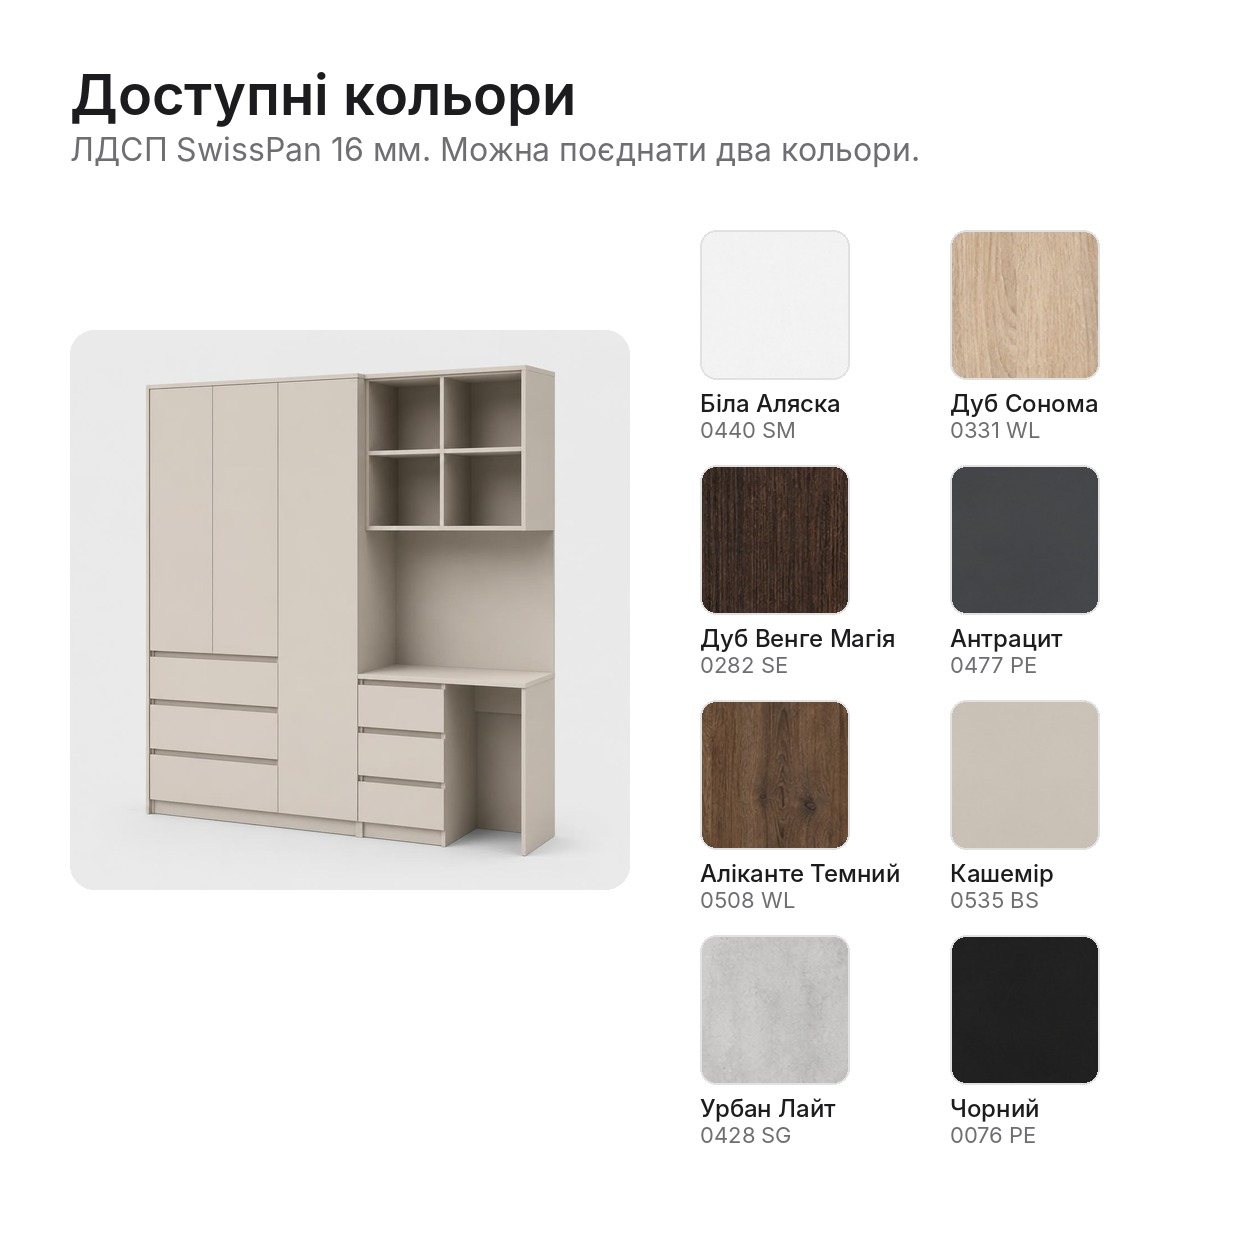 Доступні кольори
ЛДСП SwissPan 16 мм. Можна поєднати два кольори.
Біла Аляска
0440 SM
Дуб Сонома
0331 WL
Дуб Венге Магія
0282 SE
Антрацит
0477 PE
Аліканте Темний
0508 WL
Кашемір
0535 BS
Урбан Лайт
0428 SG
Чорний
0076 PE